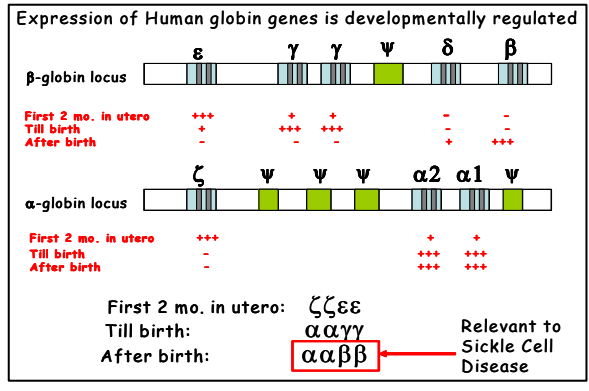 Expression of Human globin genes is developmentally regulated
ε γ γ ψ δ β
β-globin locus
First 2 mo. in utero +++ + + - -
Till birth + +++ +++ - -
After birth - - - + +++
ζ ψ ψ ψ α2 α1 ψ
α-globin locus
First 2 mo. in utero +++ + +
Till birth - +++ +++
After birth - +++ +++
First 2 mo. in utero: ζζεε
Till birth: ααγγ
After birth: ααββ
Relevant to
Sickle Cell
Disease